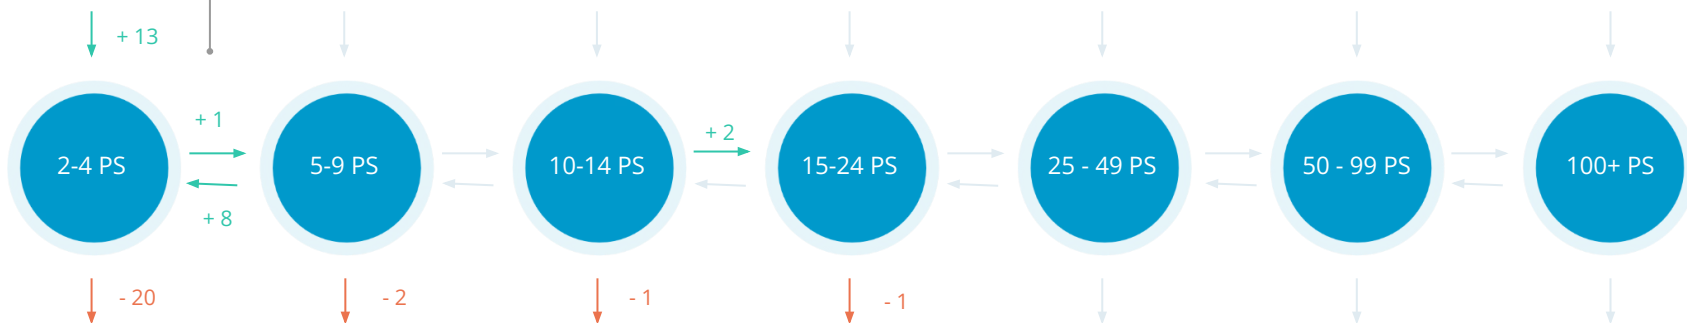 + 13
+ 1
+ 2
2-4 PS
5-9 PS
10-14 PS
15-24 PS
25 - 49 PS
50 - 99 PS
100+ PS
+ 8
- 20
- 2
- 1
- 1